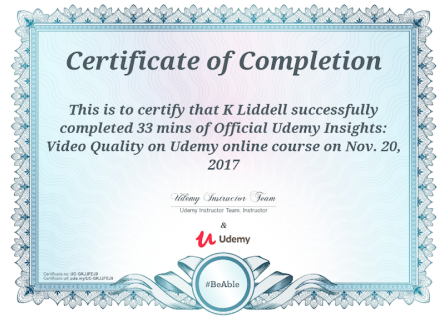 Certificate of Completion
This is to certify that K Liddell successfully
completed 33 mins of Official Udemy Insights:
Video Quality on Udemy online course on Nov. 20,
2017
Udemy Instructor Team
Udemy Instructor Team, Instructor
&
Udemy
#BeAble
Certificate no:
Certificate url: